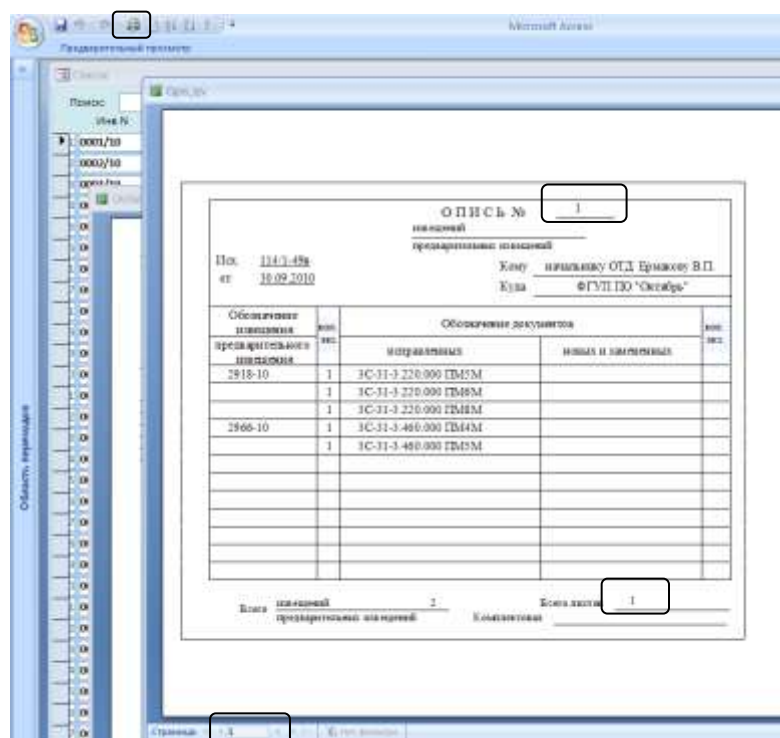 Microsoft Access
Предварительный просмотр
Список
Поиск:
Инв N
0001/10
0002/10
Область переходов
ОПИСЬ № 1
извещений
предварительных извещений
Исх. 114/1-49в
от 10.09.2010
Кому начальнику ОТД Ермакову В.П.
Куда ФГУП ПО "Октябрь"
Обозначение извещения
предварительного извещения
кол. экз.
Обозначение документов
исправленных
новых и замененных
кол. экз.
2918-10 1 3С-31-3.220.000 ПМ5М
1 3С-31-3.220.000 ПМ6М
1 3С-31-3.220.000 ПМ8М
2966-10 1 3С-31-3.460.000 ПМ4М
1 3С-31-3.460.000 ПМ5М
Всего извещений 2
предварительных извещений
Всего листов 1
Комплектовал
Страница: 1
Нет фильтра